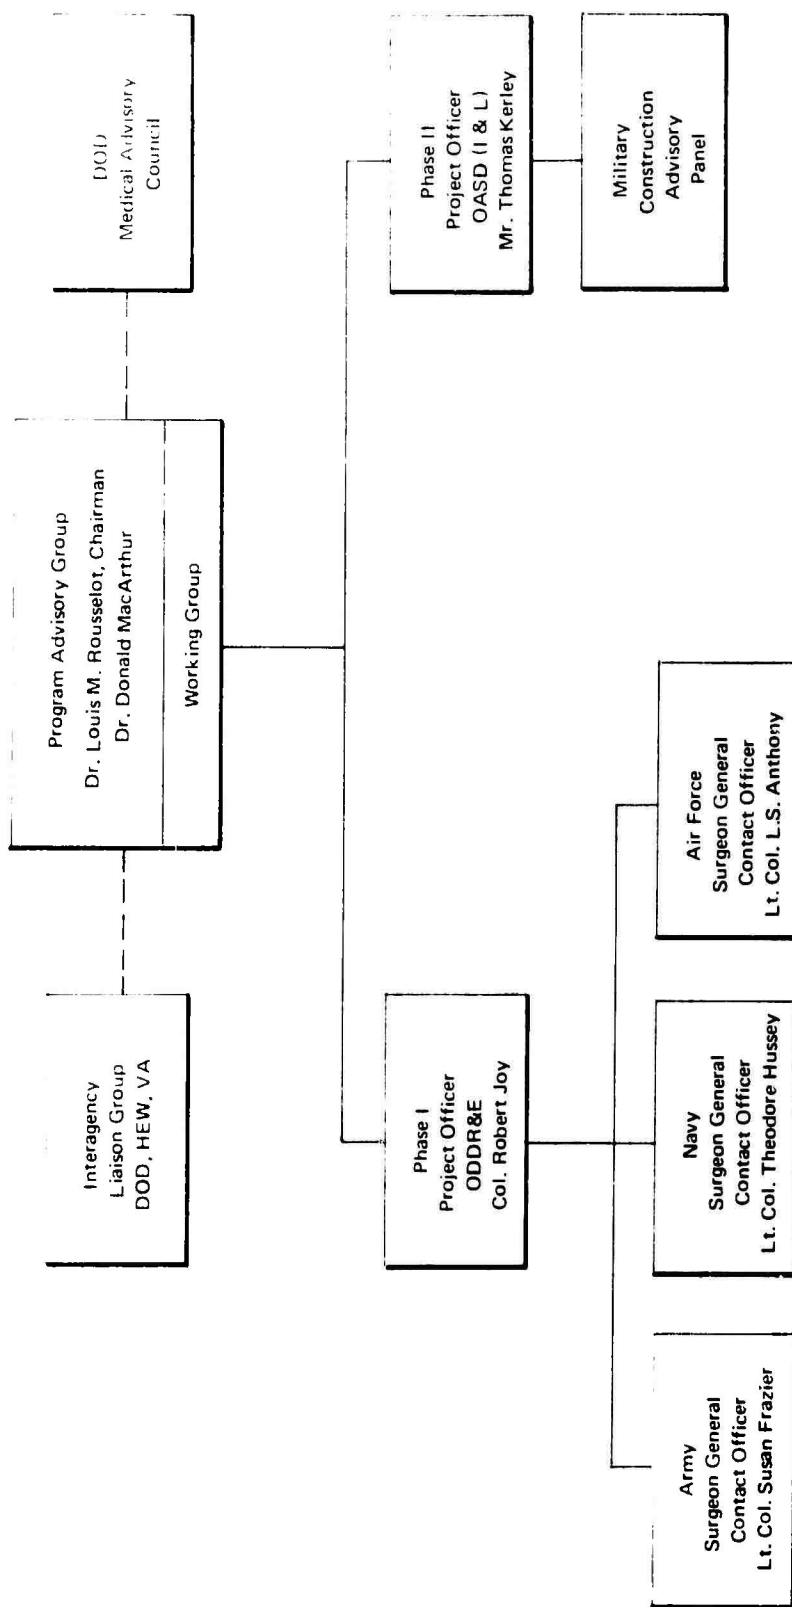 Interagency
Liaison Group
DOD, HEW, VA
Program Advisory Group
Dr. Louis M. Rousselot, Chairman
Dr. Donald MacArthur
Working Group
DOD
Medical Advisory
Council
Phase I
Project Officer
ODDR&E
Col. Robert Joy
Phase II
Project Officer
OASD (I & L)
Mr. Thomas Kerley
Army
Surgeon General
Contact Officer
Lt. Col. Susan Frazier
Navy
Surgeon General
Contact Officer
Lt. Col. Theodore Hussey
Air Force
Surgeon General
Contact Officer
Lt. Col. L.S. Anthony
Military
Construction
Advisory
Panel